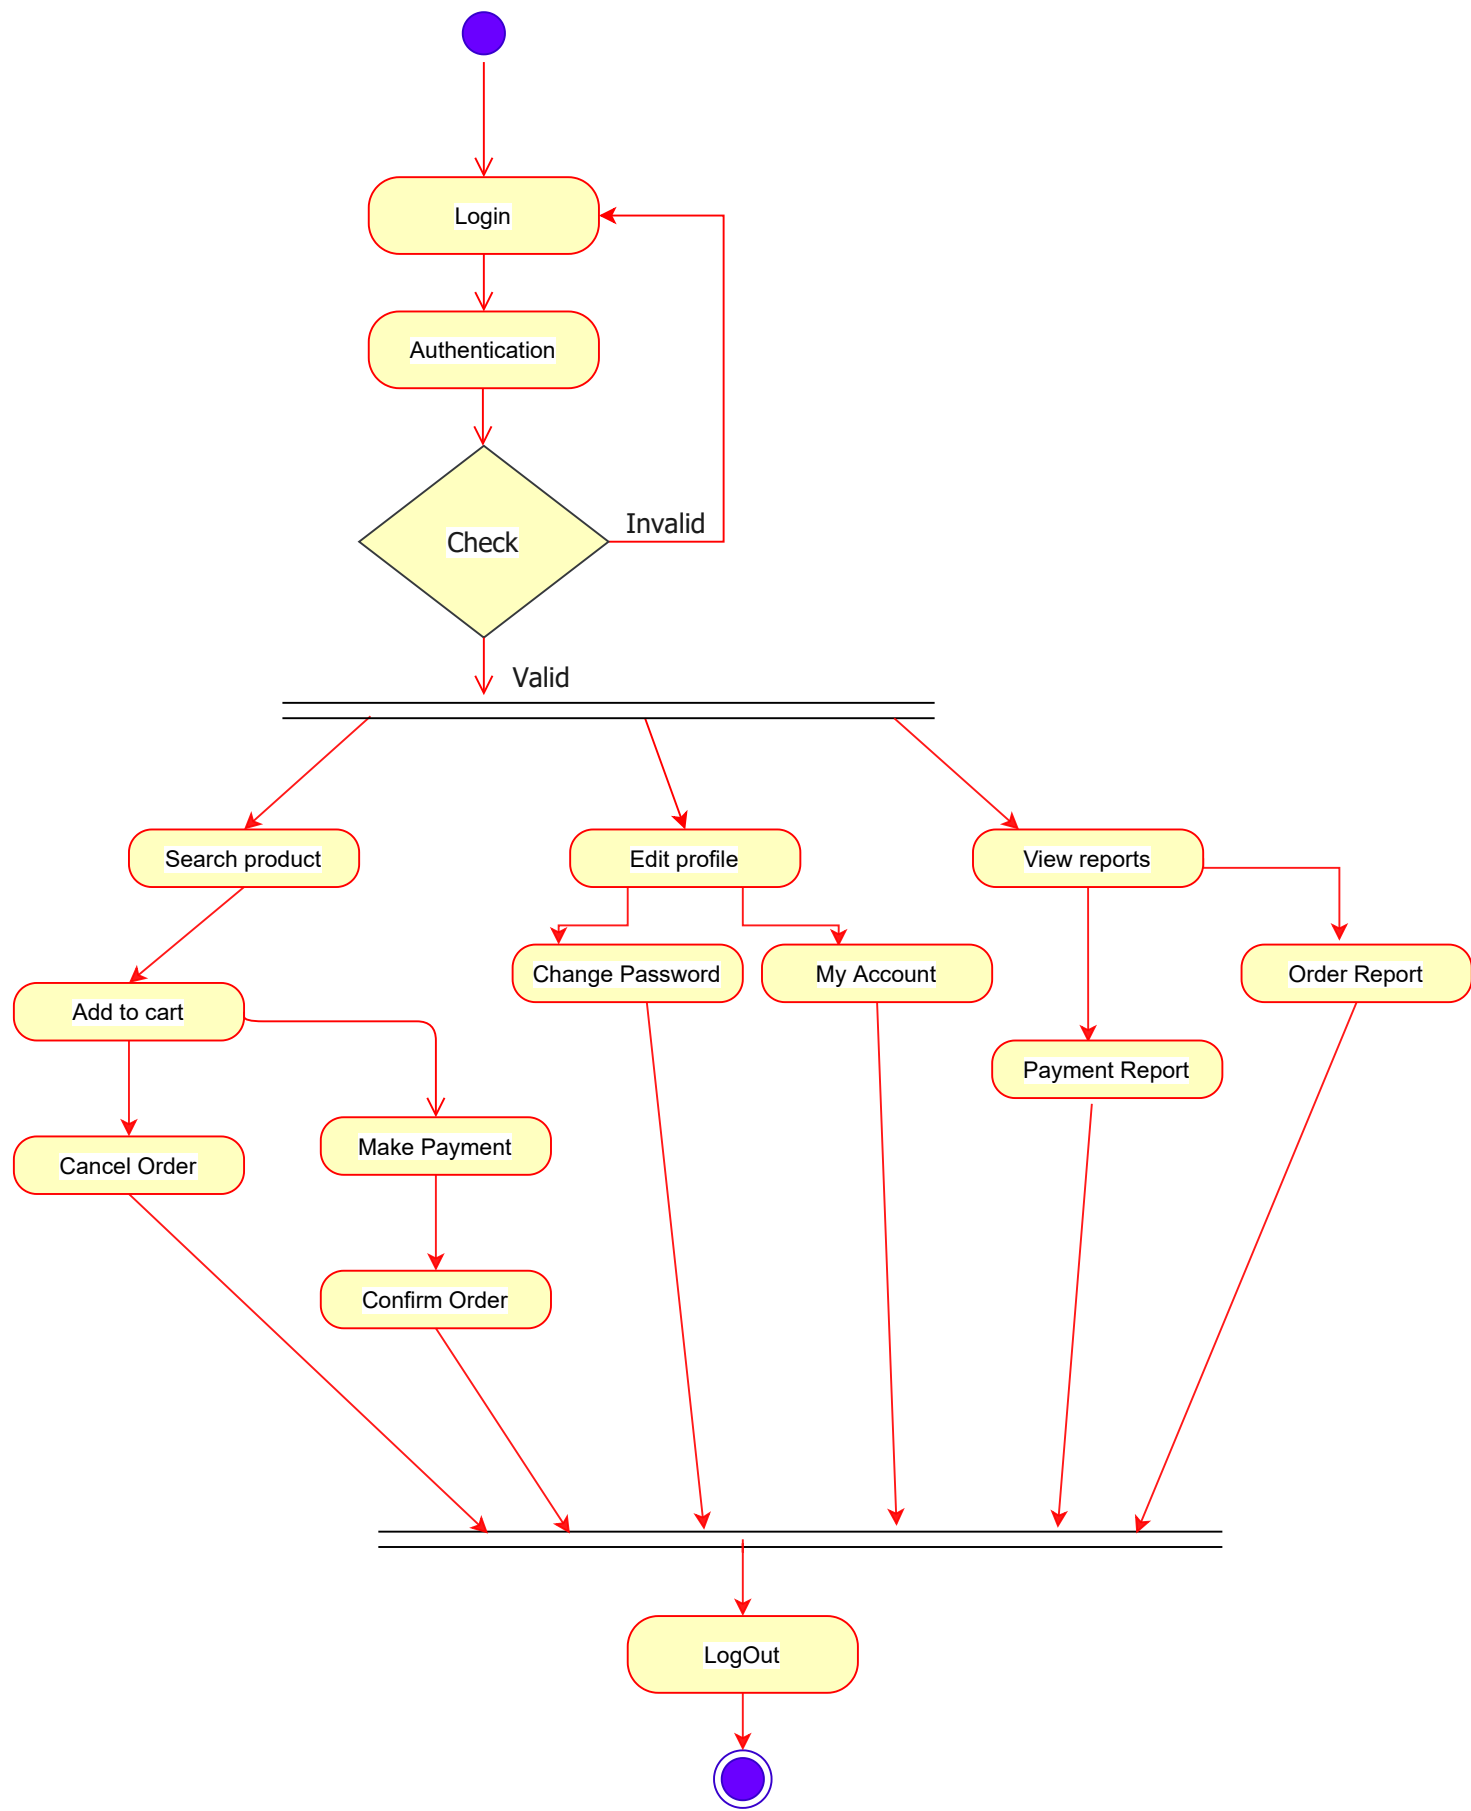 Login
Authentication
Check
Invalid
Valid
Search product
Edit profile
View reports
Change Password
My Account
Order Report
Add to cart
Payment Report
Make Payment
Cancel Order
Confirm Order
LogOut